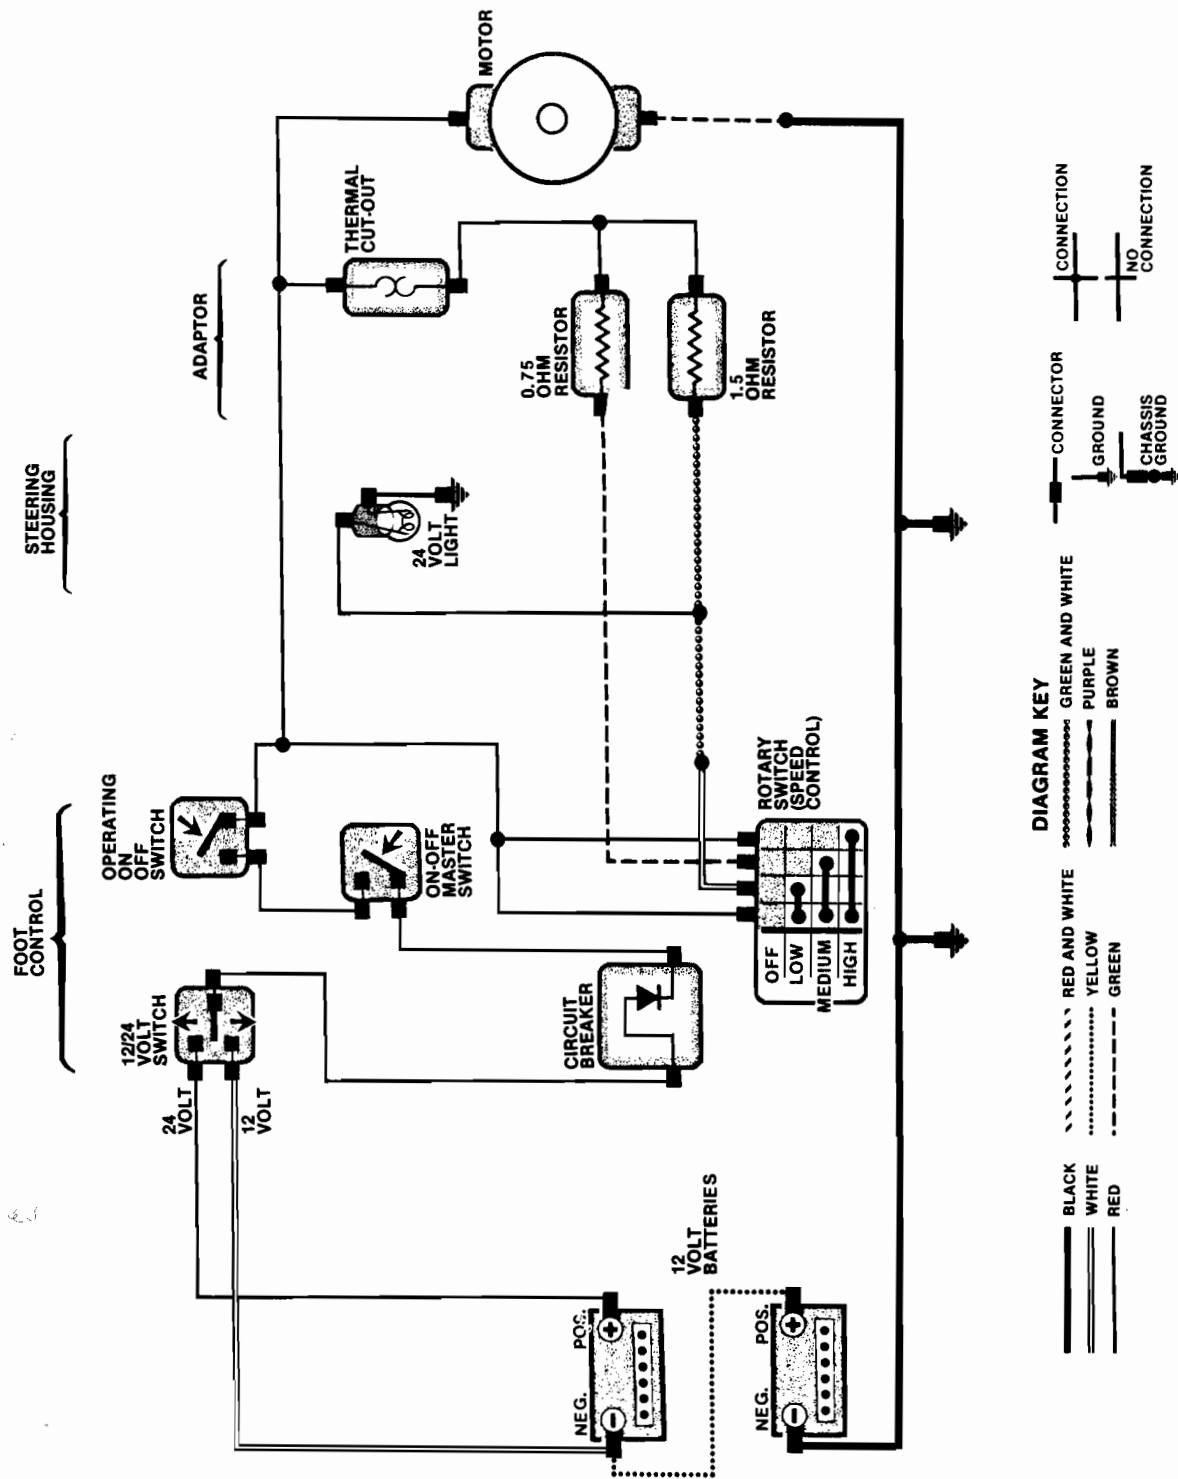 FOOT
CONTROL
STEERING
HOUSING
ADAPTOR
12/24
VOLT
SWITCH
24
VOLT
12
VOLT
OPERATING
ON
OFF
SWITCH
ON-OFF
MASTER
SWITCH
CIRCUIT
BREAKER
24
VOLT
LIGHT
THERMAL
CUT-OUT
MOTOR
0.75
OHM
RESISTOR
1.5
OHM
RESISTOR
ROTARY
SWITCH
(SPEED
CONTROL)
OFF
LOW
MEDIUM
HIGH
12
VOLT
BATTERIES
NEG.
POS.
NEG.
POS.
DIAGRAM KEY
BLACK
WHITE
RED
RED AND WHITE
YELLOW
GREEN
GREEN AND WHITE
PURPLE
BROWN
CONNECTOR
GROUND
CHASSIS
GROUND
CONNECTION
NO
CONNECTION